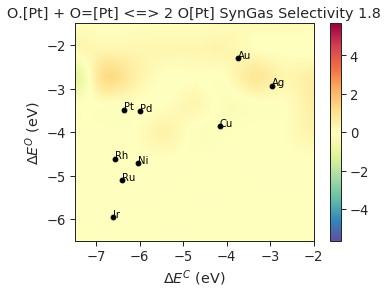 O.[Pt] + O=[Pt] <=> 2 O[Pt] SynGas Selectivity 1.8
−2
−3
−4
−5
−6
ΔE^O (eV)
Au
Ag
Pt
Pd
Cu
Rh
Ni
Ru
Ir
−7
−6
−5
−4
−3
−2
ΔE^C (eV)
4
2
0
−2
−4